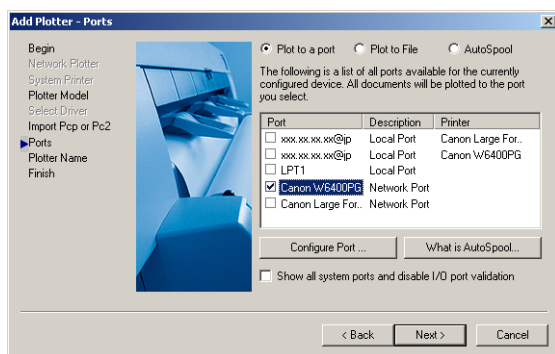 Add Plotter - Ports
Begin
Network Plotter
System Printer
Plotter Model
Select Driver
Import Pcp or Pc2
Ports
Plotter Name
Finish
Plot to a port Plot to File AutoSpool
The following is a list of all ports available for the currently
configured device. All documents will be plotted to the port
you select.
Port Description Printer
xxx.xx.xx.xx@ip Local Port Canon Large For..
xxx.xx.xx.xx@ip Local Port Canon W6400PG
LPT1 Local Port
Canon W6400PG Network Port
Canon Large For.. Network Port
Configure Port ... What is AutoSpool...
Show all system ports and disable I/O port validation
< Back Next > Cancel